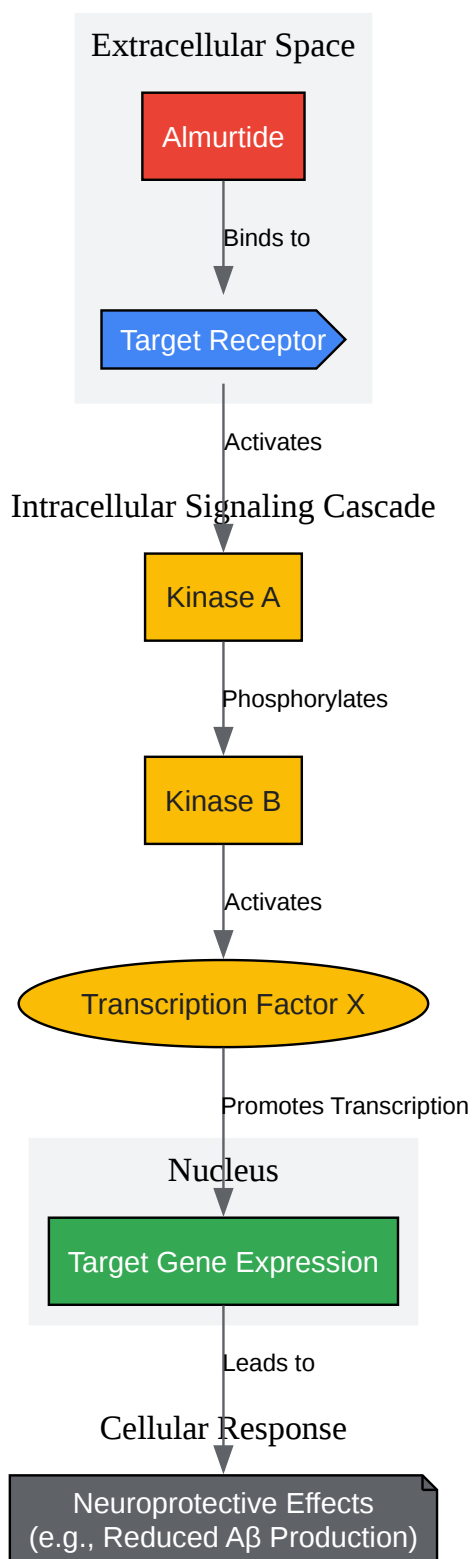 Extracellular Space
Almurtide
Binds to
Target Receptor
Activates
Intracellular Signaling Cascade
Kinase A
Phosphorylates
Kinase B
Activates
Transcription Factor X
Promotes Transcription
Nucleus
Target Gene Expression
Leads to
Cellular Response
Neuroprotective Effects
(e.g., Reduced Aβ Production)